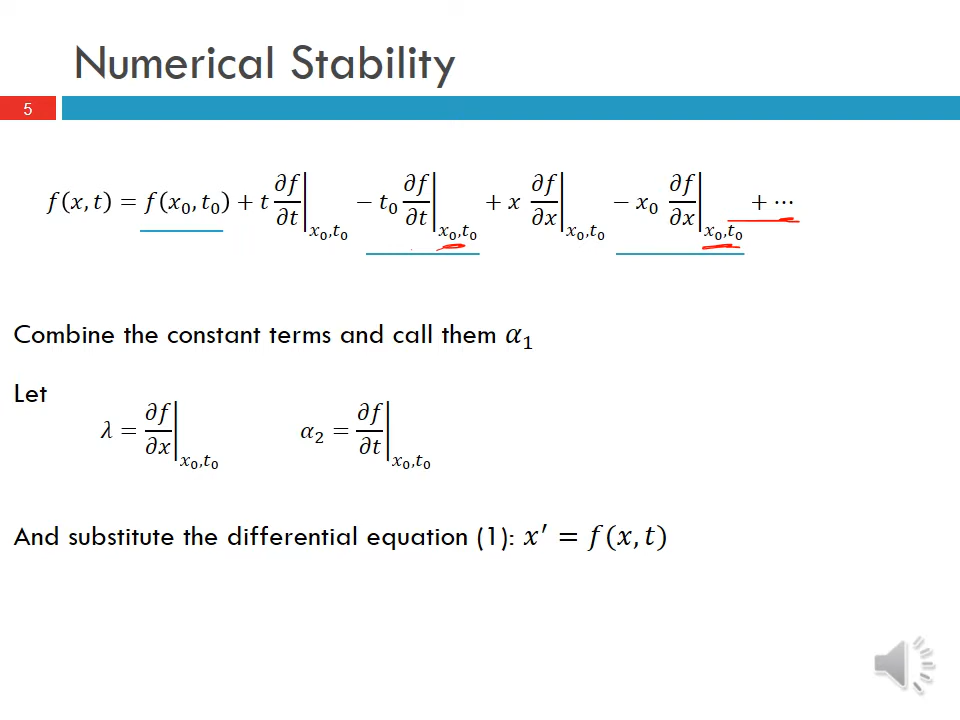 Numerical Stability
5
f(x, t) = f(x₀, t₀) + t ∂f/∂t|ₓ₀,ₜ₀ − t₀ ∂f/∂t|ₓ₀,ₜ₀ + x ∂f/∂x|ₓ₀,ₜ₀ − x₀ ∂f/∂x|ₓ₀,ₜ₀ + ⋯
Combine the constant terms and call them α₁
Let
λ = ∂f/∂x|ₓ₀,ₜ₀ α₂ = ∂f/∂t|ₓ₀,ₜ₀
And substitute the differential equation (1): x′ = f(x, t)